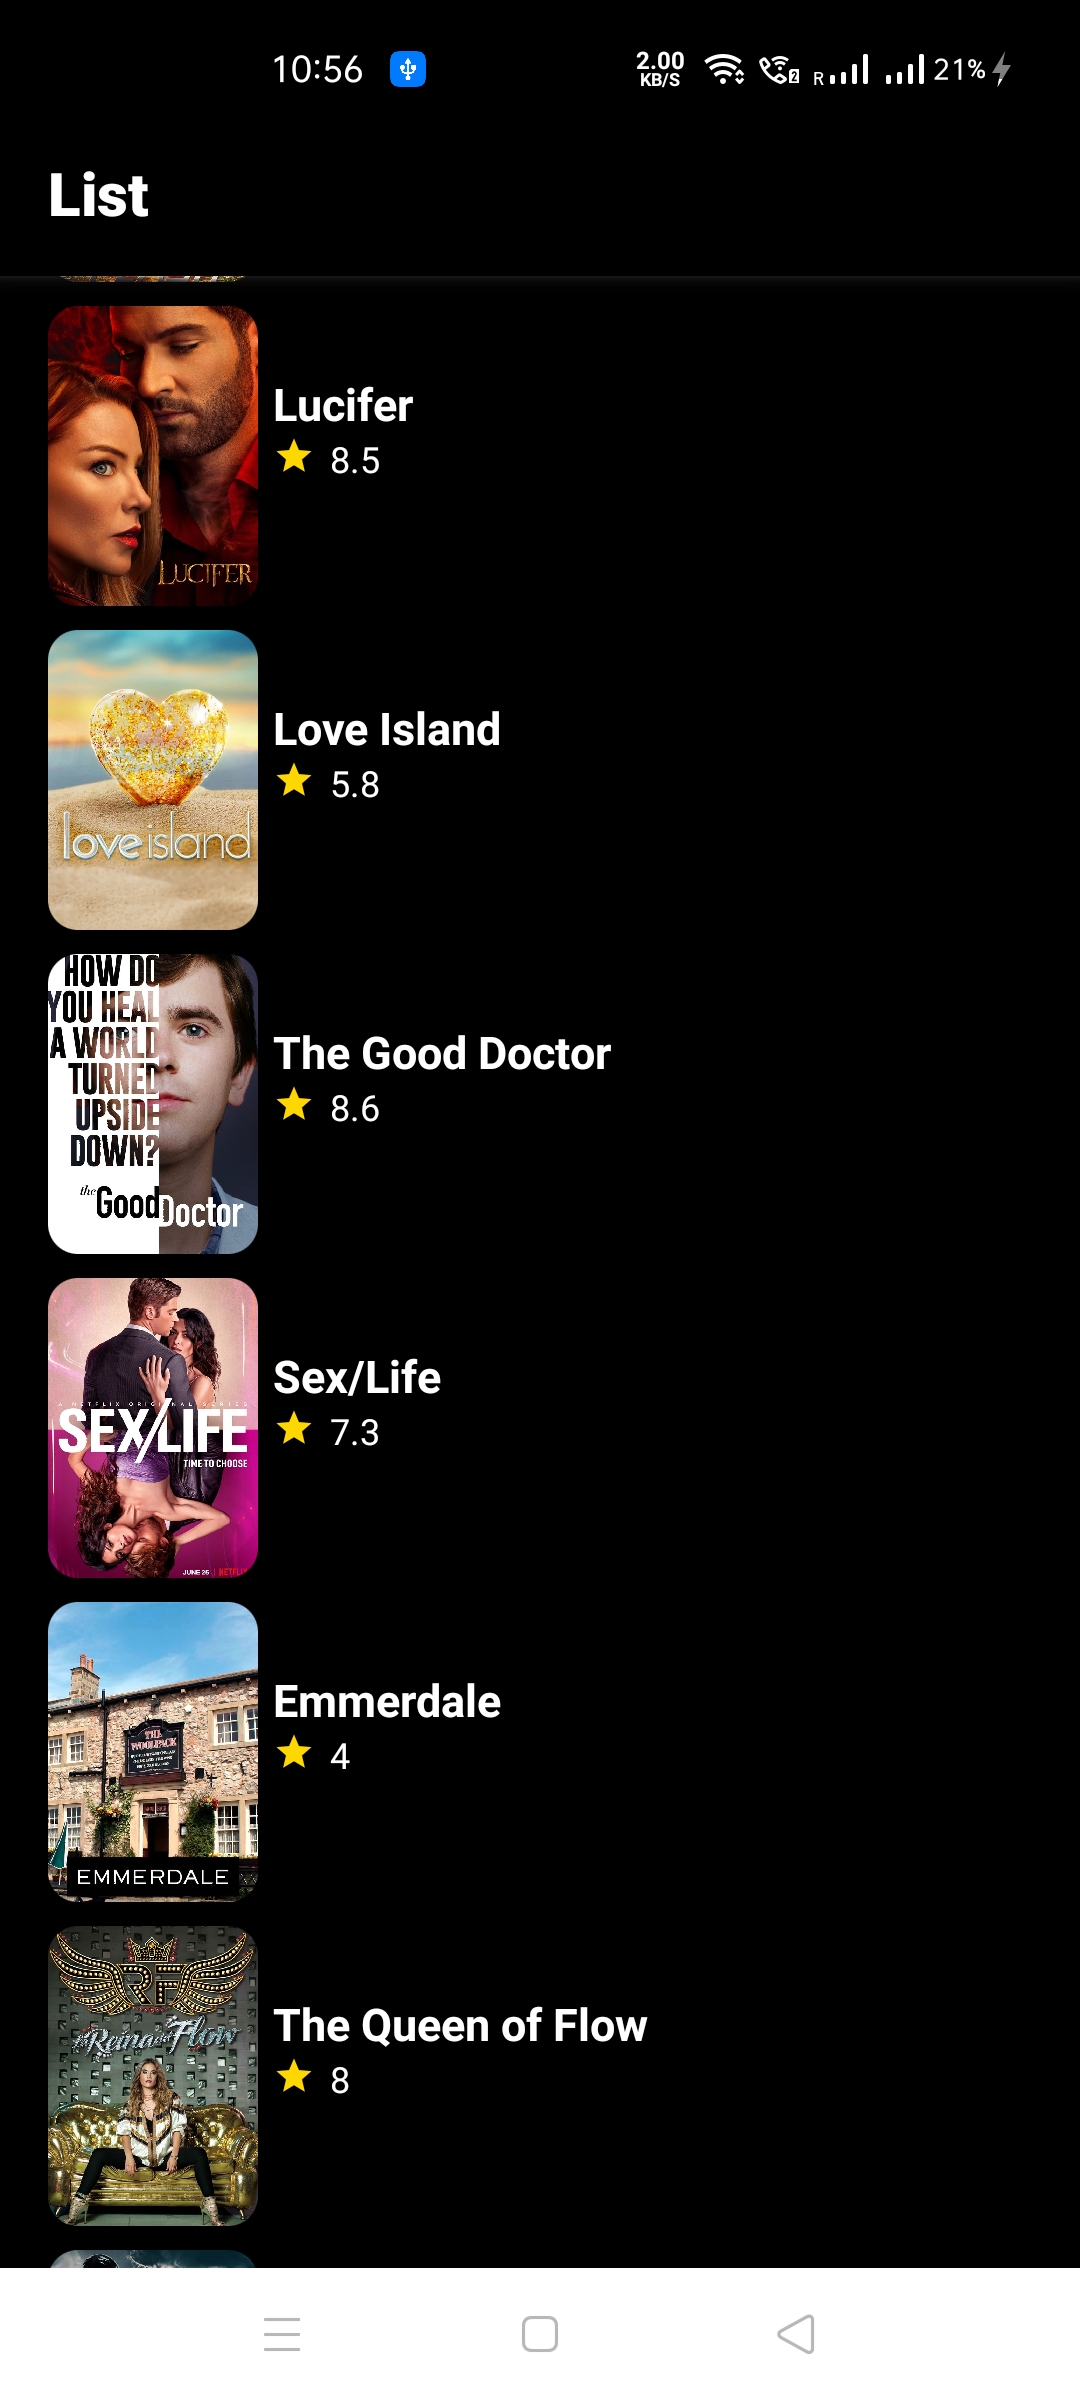 10:56
2.00
KB/S
2
R
21%
List
Lucifer
8.5
LUCIFER
Love Island
5.8
love island
HOW DO
YOU HEAL
A WORLD
TURNED
UPSIDE
DOWN?
the Good Doctor
The Good Doctor
8.6
Sex/Life
7.3
A NETFLIX ORIGINAL SERIES
SEX/LIFE
TIME TO CHOOSE
JUNE 25 | NETFLIX
Emmerdale
4
THE
WOOLPACK
EMMERDALE
RF
La Reina del Flow
The Queen of Flow
8